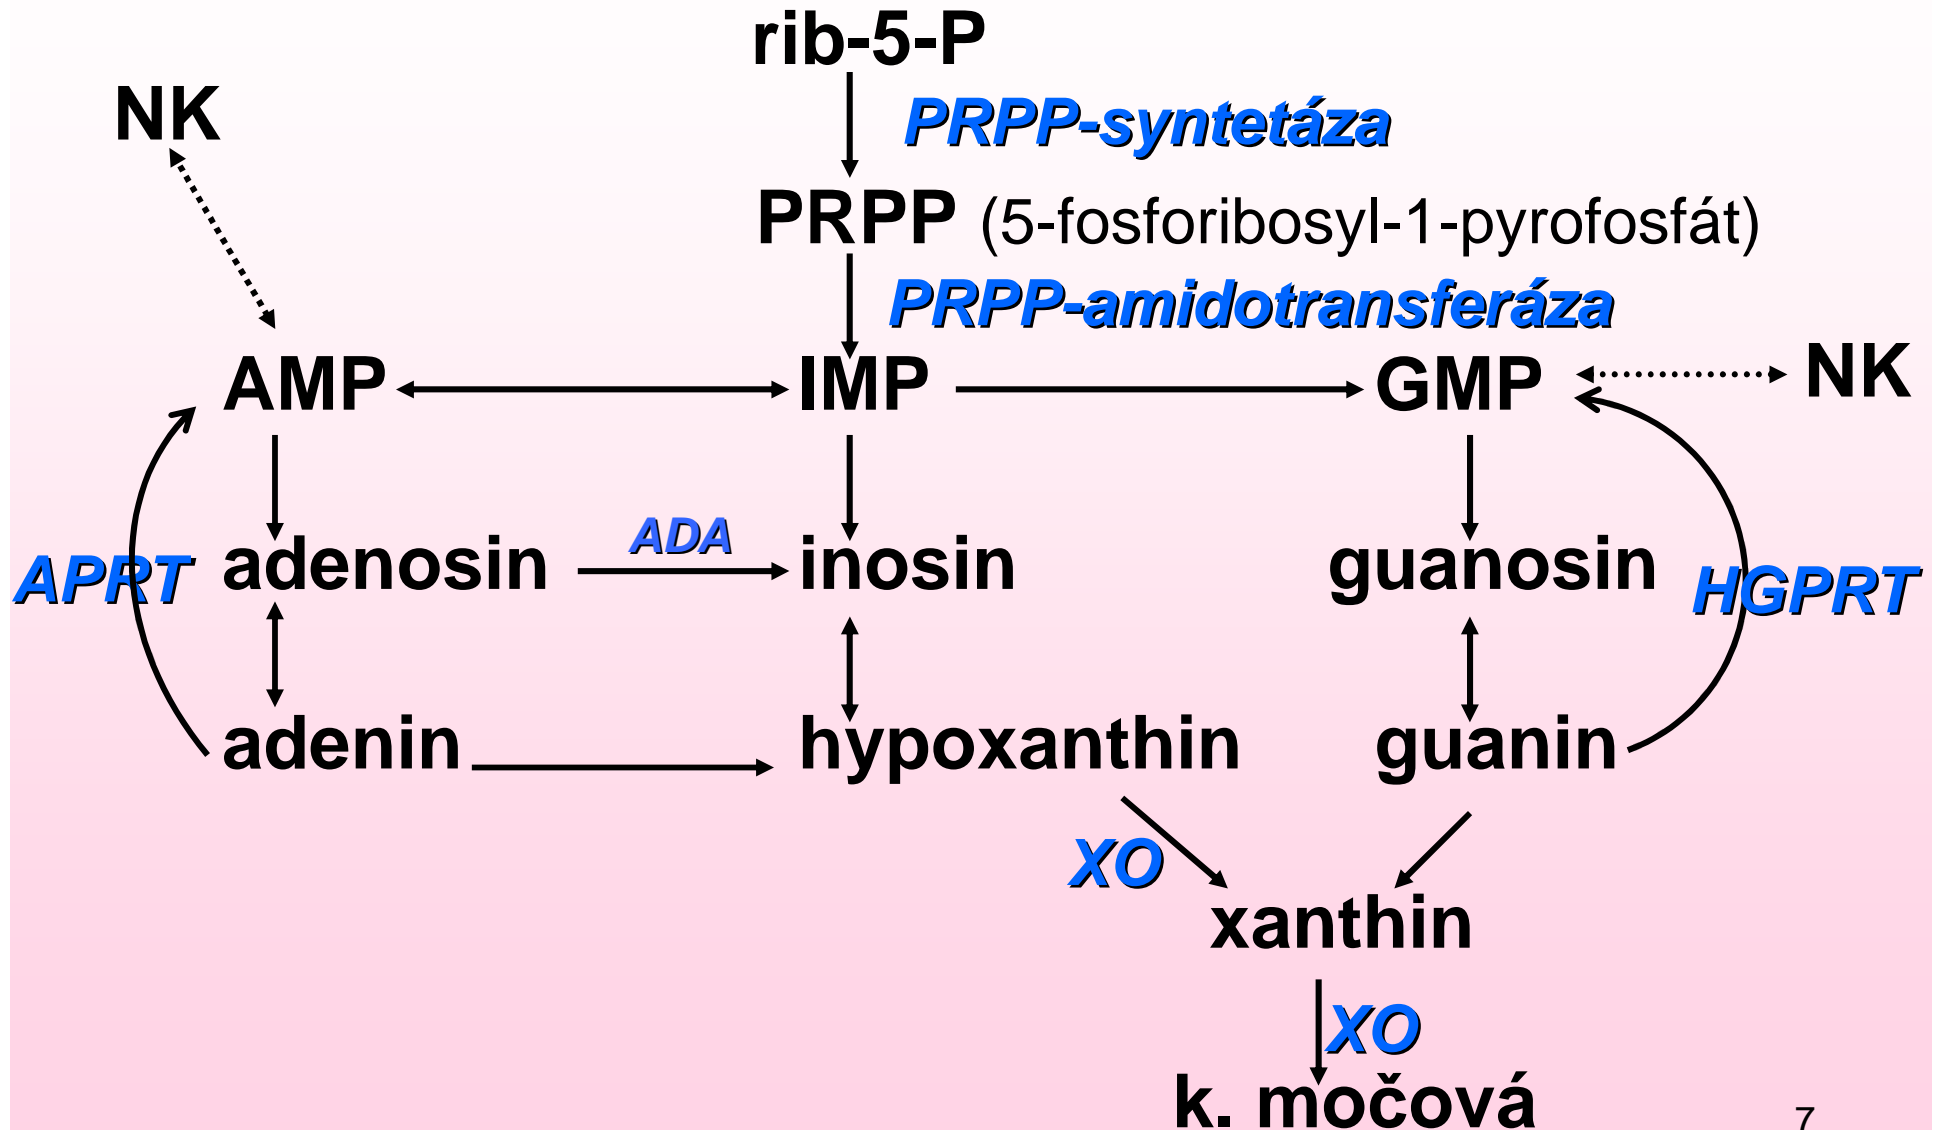 rib-5-P
NK
PRPP-syntetáza
PRPP (5-fosforibosyl-1-pyrofosfát)
PRPP-amidotransferáza
AMP IMP GMP NK
ADA
APRT adenosin inosin guanosin HGPRT
adenin hypoxanthin guanin
XO
xanthin
XO
k. močová
7